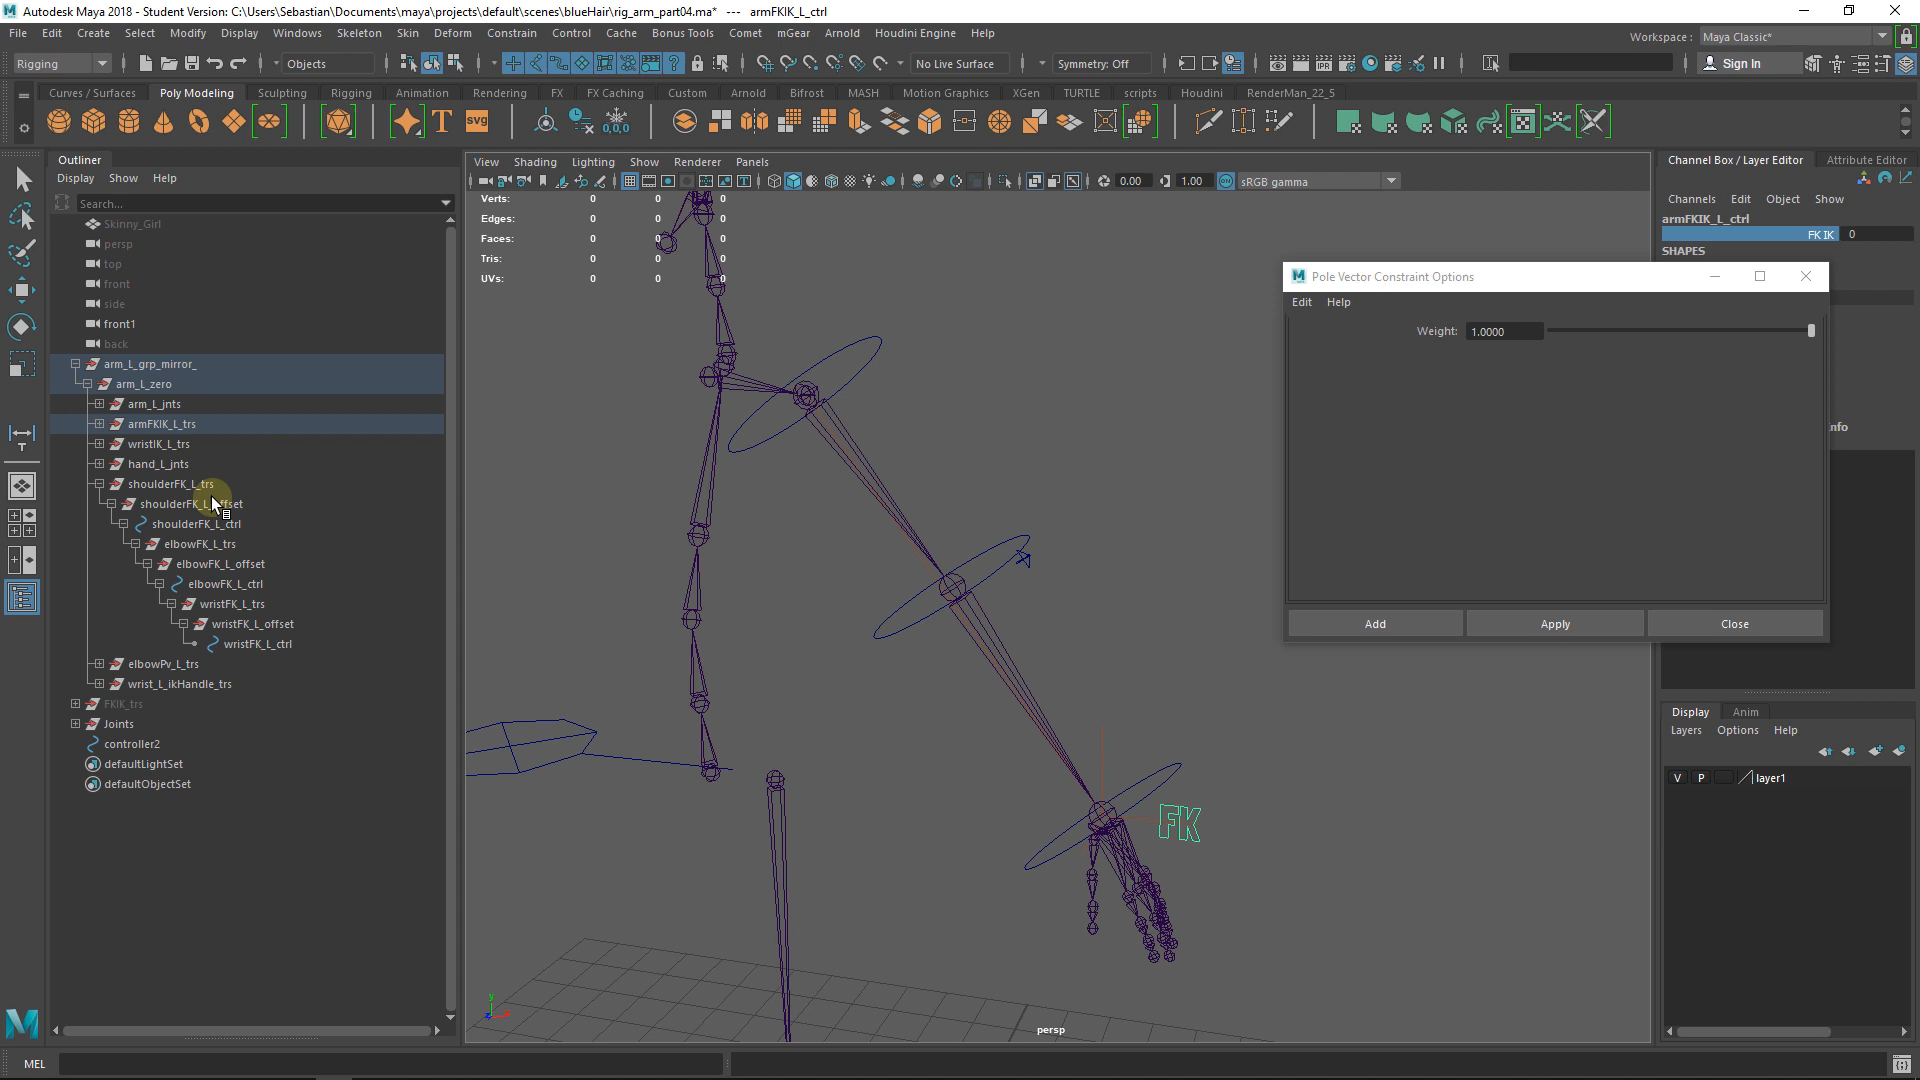 Autodesk Maya 2018 - Student Version: C:\Users\Sebastian\Documents\maya\projects\default\scenes\blueHair\rig_arm_part04.ma* --- armFKIK_L_ctrl
File Edit Create Select Modify Display Windows Skeleton Skin Deform Constrain Control Cache Bonus Tools Comet mGear Arnold Houdini Engine Help
Workspace : Maya Classic*
Rigging Objects No Live Surface Symmetry: Off Sign In
Curves / Surfaces Poly Modeling Sculpting Rigging Animation Rendering FX FX Caching Custom Arnold Bifrost MASH Motion Graphics XGen TURTLE scripts Houdini RenderMan_22_5
T svg 0,0,0
Outliner
Display Show Help
Search...
Skinny_Girl
persp
top
front
side
front1
back
arm_L_grp_mirror_
arm_L_zero
arm_L_jnts
armFKIK_L_trs
wristIK_L_trs
hand_L_jnts
shoulderFK_L_trs
shoulderFK_L_offset
shoulderFK_L_ctrl
elbowFK_L_trs
elbowFK_L_offset
elbowFK_L_ctrl
wristFK_L_trs
wristFK_L_offset
wristFK_L_ctrl
elbowPv_L_trs
wrist_L_ikHandle_trs
FKIK_trs
Joints
controller2
defaultLightSet
defaultObjectSet
View Shading Lighting Show Renderer Panels
0.00 1.00 sRGB gamma
Verts: 0 0 0
Edges: 0 0 0
Faces: 0 0 0
Tris: 0 0 0
UVs: 0 0 0
FK
y
z x
persp
Pole Vector Constraint Options
Edit Help
Weight: 1.0000
Add Apply Close
Channel Box / Layer Editor Attribute Editor
Channels Edit Object Show
armFKIK_L_ctrl
FK IK 0
SHAPES
nfo
Display Anim
Layers Options Help
V P layer1
MEL